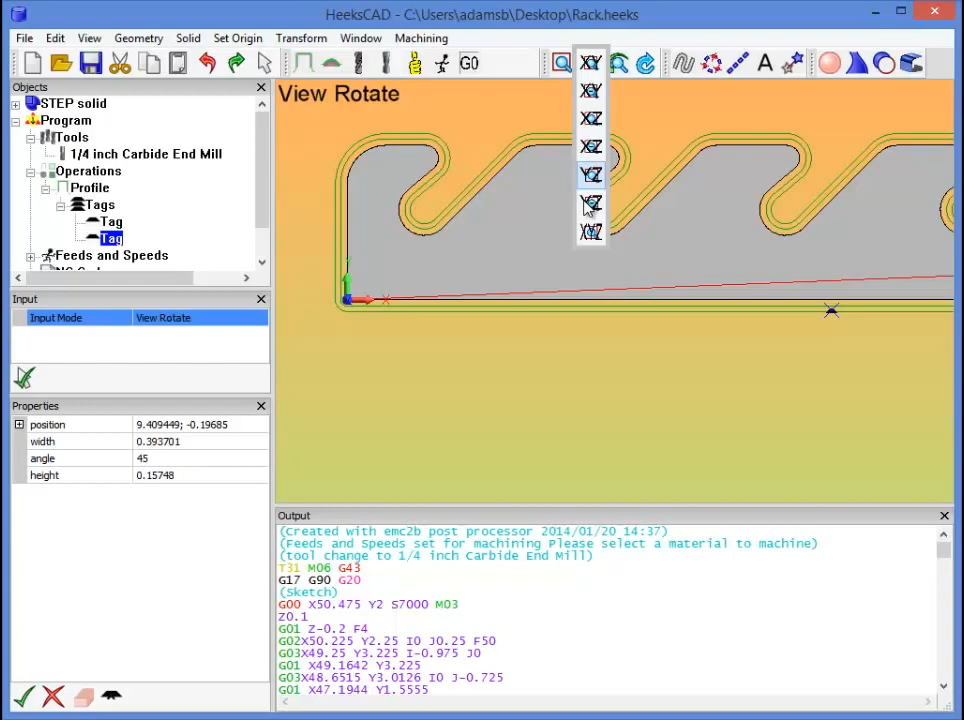 HeeksCAD - C:\Users\adamsb\Desktop\Rack.heeks
File Edit View Geometry Solid Set Origin Transform Window Machining
G0 XY A
Objects
STEP solid
Program
Tools
1/4 inch Carbide End Mill
Operations
Profile
Tags
Tag
Tag
Feeds and Speeds
Input
Input Mode View Rotate
Properties
position 9.409449; -0.19685
width 0.393701
angle 45
height 0.15748
View Rotate
XY
XZ
XZ
YZ
YZ
XYZ
Output
(Created with emc2b post processor 2014/01/20 14:37)
(Feeds and Speeds set for machining Please select a material to machine)
(tool change to 1/4 inch Carbide End Mill)
T31 M06 G43
G17 G90 G20
(Sketch)
G00 X50.475 Y2 S7000 M03
Z0.1
G01 Z-0.2 F4
G02X50.225 Y2.25 I0 J0.25 F50
G03X49.25 Y3.225 I-0.975 J0
G01 X49.1642 Y3.225
G03X48.6515 Y3.0126 I0 J-0.725
G01 X47.1944 Y1.5555